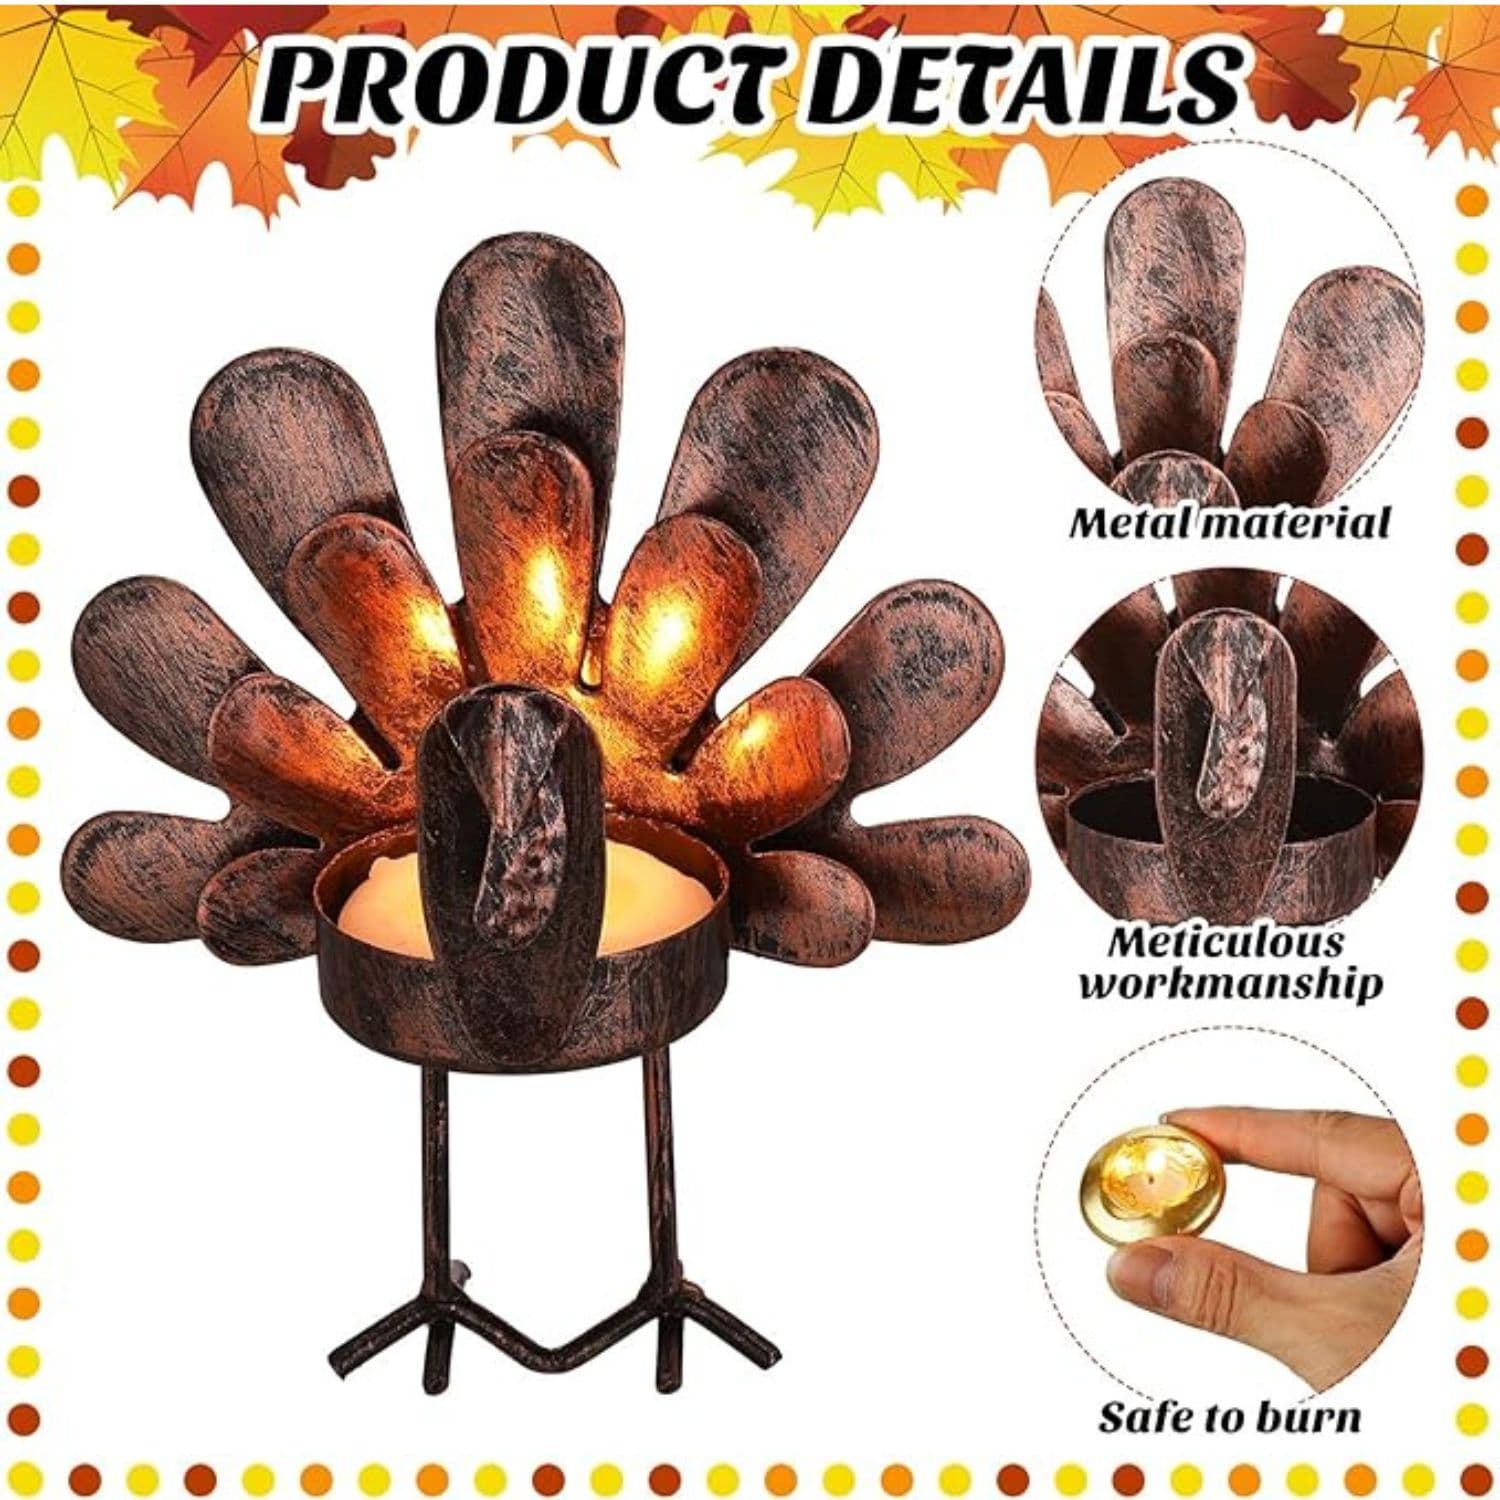 PRODUCT DETAILS
Metal material
Meticulous
workmanship
Safe to burn